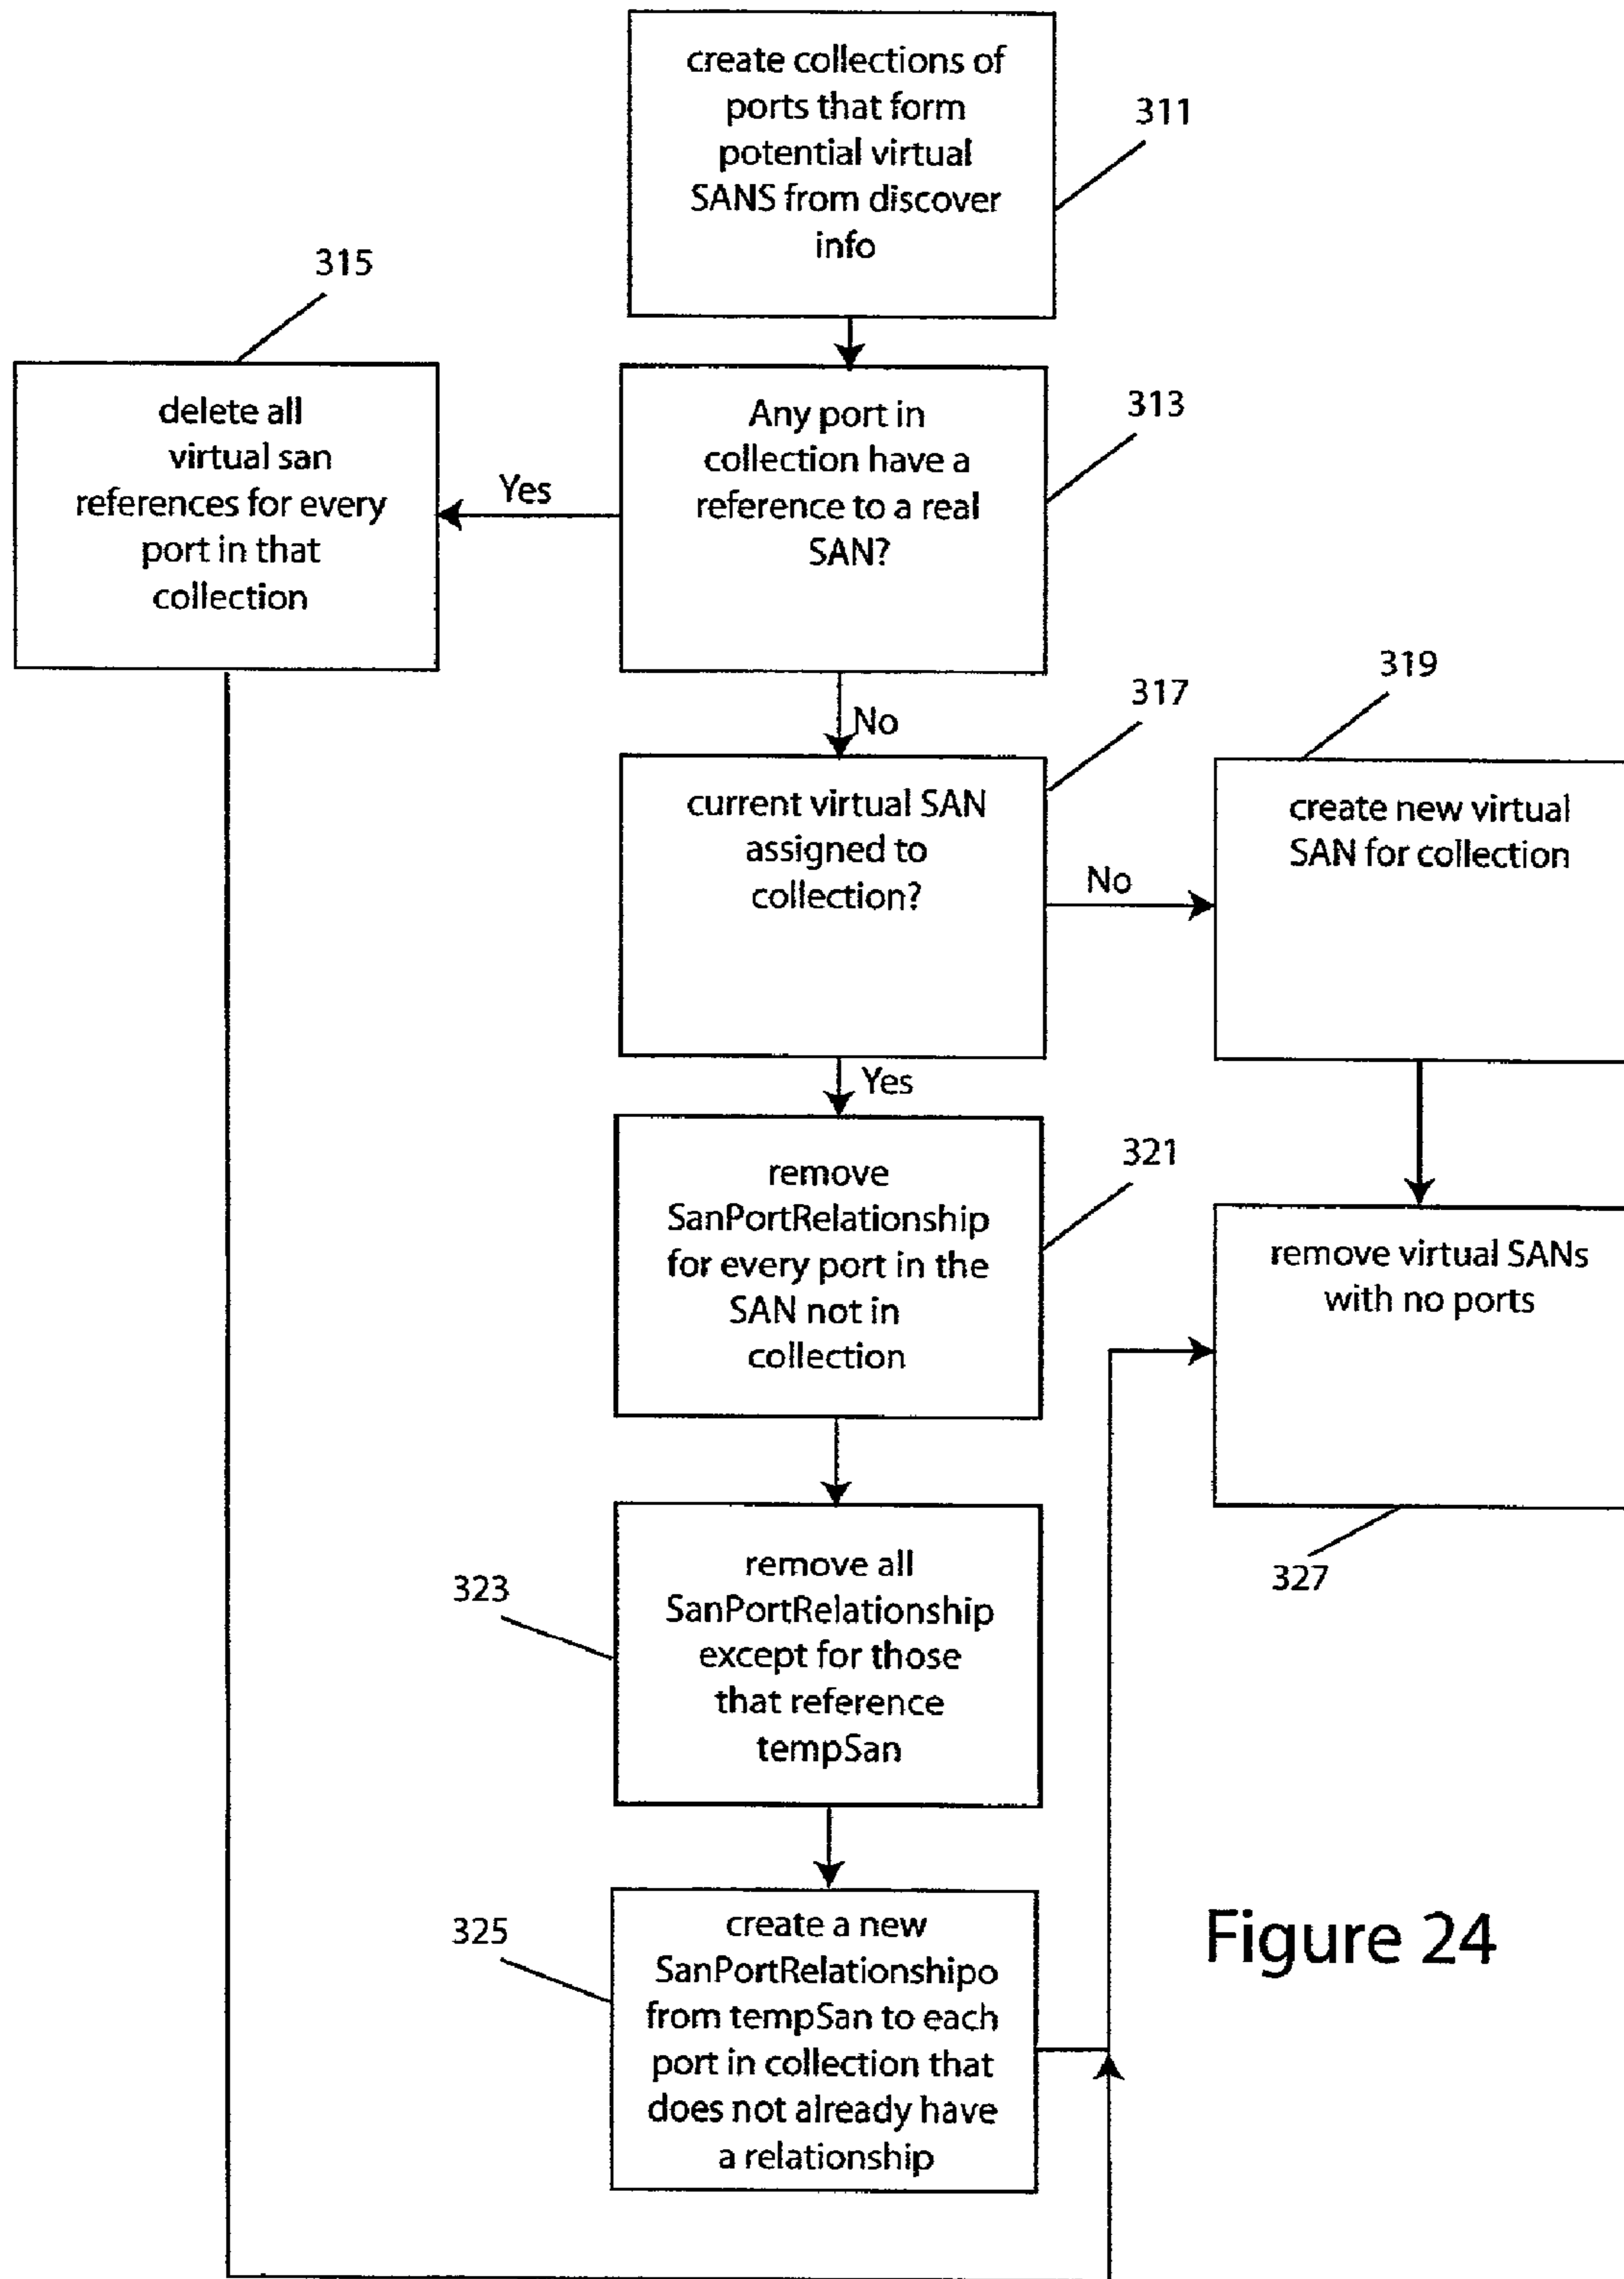 create collections of
ports that form
potential virtual
SANS from discover
info
311
315
delete all
virtual san
references for every
port in that
collection
Yes
Any port in
collection have a
reference to a real
SAN?
313
No
317
319
current virtual SAN
assigned to
collection?
No
create new virtual
SAN for collection
Yes
321
remove
SanPortRelationship
for every port in the
SAN not in
collection
remove virtual SANs
with no ports
327
323
remove all
SanPortRelationship
except for those
that reference
tempSan
325
create a new
SanPortRelationshipo
from tempSan to each
port in collection that
does not already have
a relationship
Figure 24